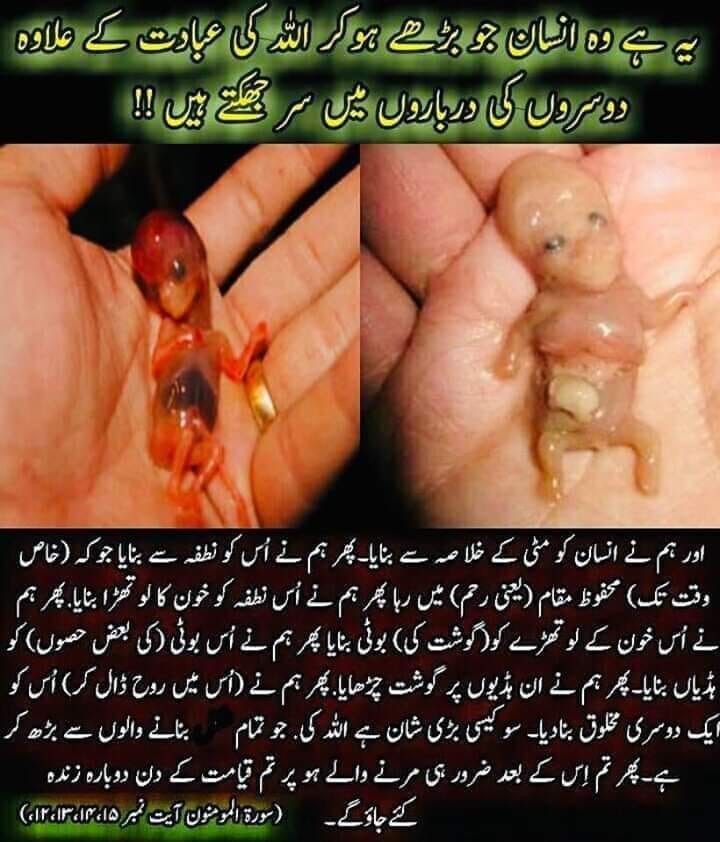 یہ ہے وہ انسان جو بڑھے ہوکر اللہ کی عبادت کے علاوہ
دوسروں کی درباروں میں سر جھکتے ہیں !!
اور ہم نے انسان کو مٹی کے خلاصہ سے بنایا۔پھر ہم نے اُس کو نطفہ سے بنایا جو کہ (خاص
وقت تک) محفوظ مقام (یعنی رحم) میں رہا پھر ہم نے اُس نطفہ کو خون کا لوتھڑا بنایا.پھر ہم
نے اُس خون کے لوتھڑے کو(گوشت کی) بوٹی بنایا پھر ہم نے اُس بوٹی (کی بعض حصوں) کو
ہڈیاں بنایا۔پھر ہم نے ان ہڈیوں پر گوشت چڑھایا.پھر ہم نے (اُس میں روح ڈال کر) اُس کو
ایک دوسری مخلوق بنادیا۔ سو کیسی بڑی شان ہے اللہ کی. جو تمام بنانے والوں سے بڑھ کر
ہے۔پھر تم اِس کے بعد ضرور ہی مرنے والے ہو پر تم قیامت کے دن دوبارہ زندہ
کئے جاؤگے۔ (سورۃ المومنون آیت نمبر ۱۲،۱۳،۱۴،۱۵،)